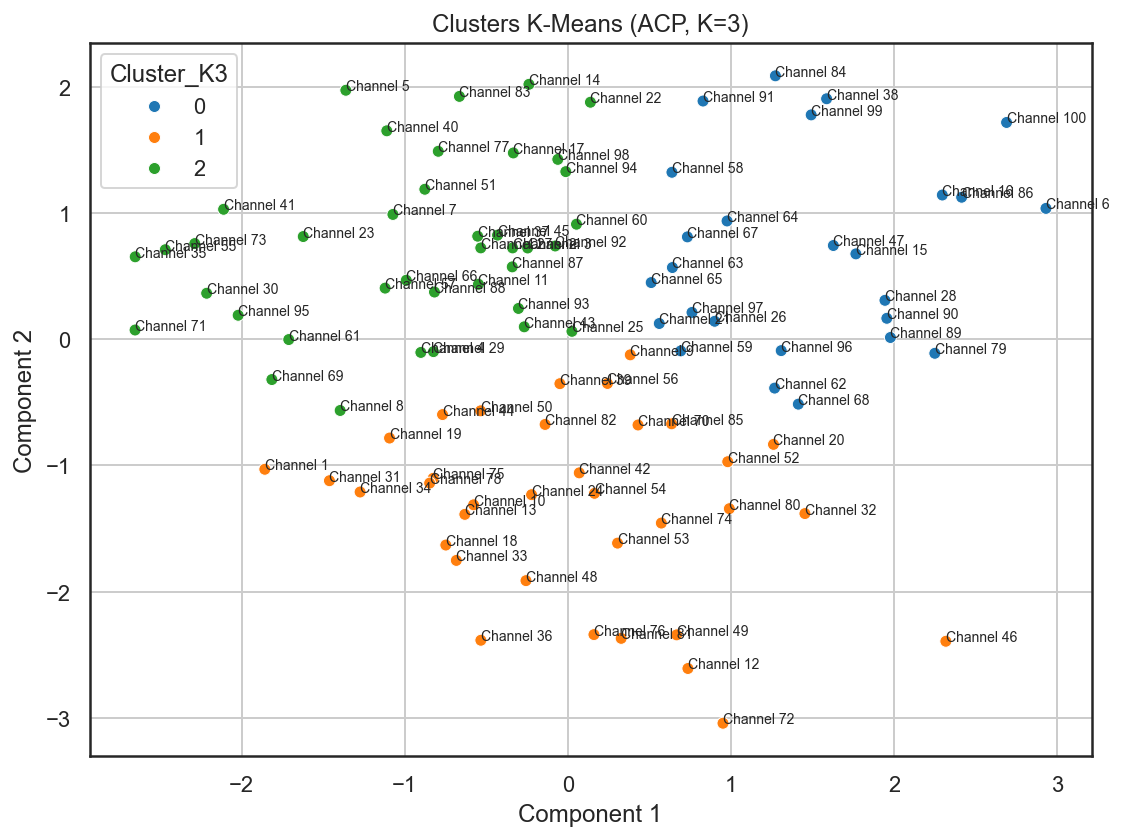 Clusters K-Means (ACP, K=3)
Cluster_K3
0
1
2
Channel 84
Channel 14
Channel 5
Channel 83
Channel 22
Channel 91
Channel 38
Channel 99
Channel 100
Channel 40
Channel 77
Channel 17
Channel 98
Channel 94
Channel 58
Channel 51
Channel 86
Channel 41
Channel 6
Channel 7
Channel 60
Channel 64
Channel 23
Channel 45
Channel 67
Channel 73
Channel 92
Channel 47
Channel 35
Channel 15
Channel 87
Channel 63
Channel 66
Channel 11
Channel 65
Channel 88
Channel 30
Channel 28
Channel 93
Channel 97
Channel 95
Channel 26
Channel 90
Channel 43
Channel 71
Channel 25
Channel 61
Channel 89
Channel 29
Channel 9
Channel 59
Channel 96
Channel 79
Channel 69
Channel 39
Channel 56
Channel 62
Channel 68
Channel 8
Channel 44
Channel 50
Channel 82
Channel 70
Channel 85
Channel 19
Channel 20
Channel 52
Channel 1
Channel 42
Channel 31
Channel 75
Channel 78
Channel 34
Channel 24
Channel 54
Channel 10
Channel 13
Channel 80
Channel 32
Channel 74
Channel 18
Channel 53
Channel 33
Channel 48
Channel 36
Channel 76
Channel 49
Channel 46
Channel 12
Channel 72
2
1
0
−1
−2
−3
Component 2
−2
−1
0
1
2
3
Component 1